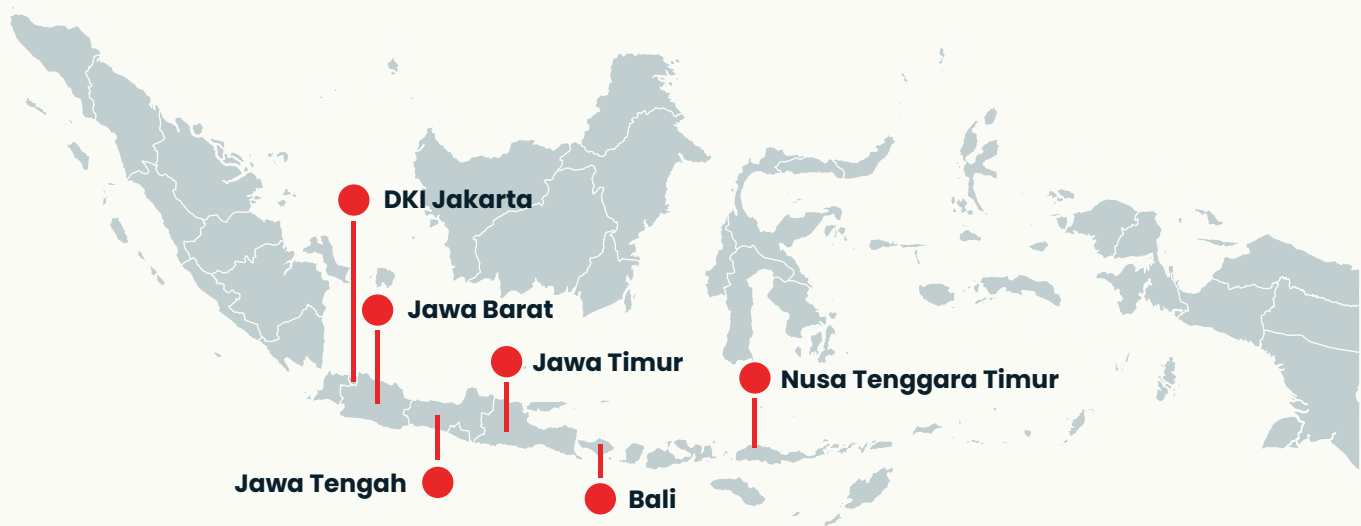 DKI Jakarta
Jawa Barat
Jawa Timur
Nusa Tenggara Timur
Jawa Tengah
Bali